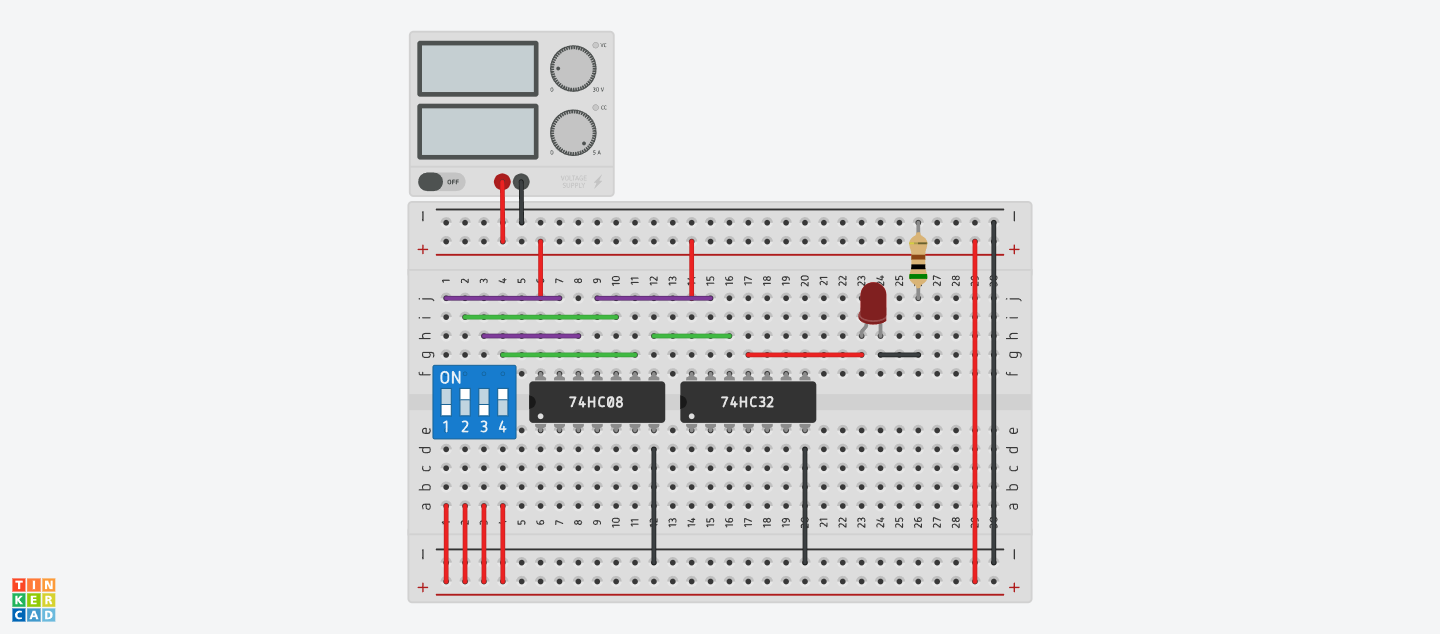 VC
0 30 V
CC
0 5 A
OFF VOLTAGE SUPPLY
— —
+ +
1 2 3 4 5 6 7 8 9 10 11 12 13 14 15 16 17 18 19 20 21 22 23 24 25 26 27 28 29 30
j j
i i
h h
g g
f f
ON
74HC08 74HC32
1 2 3 4
e e
d d
c c
b b
a a
1 2 3 4 5 6 7 8 9 10 11 12 13 14 15 16 17 18 19 20 21 22 23 24 25 26 27 28 29 30
— —
+ +
TIN
KER
CAD